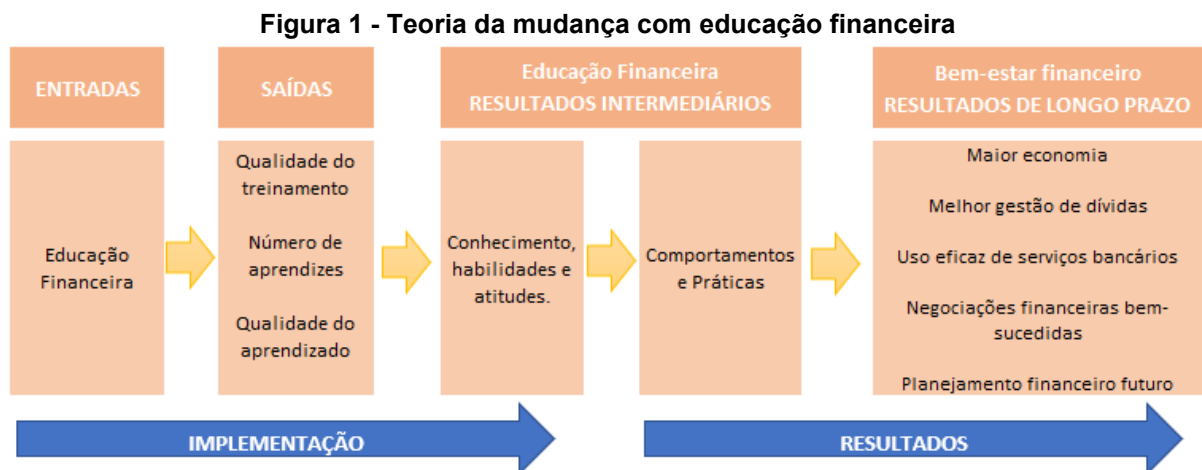 Figura 1 - Teoria da mudança com educação financeira
ENTRADAS
SAÍDAS
Educação Financeira
RESULTADOS INTERMEDIÁRIOS
Bem-estar financeiro
RESULTADOS DE LONGO PRAZO
Educação
Financeira
Qualidade do
treinamento
Número de
aprendizes
Qualidade do
aprendizado
Conhecimento,
habilidades e
atitudes.
Comportamentos
e Práticas
Maior economia
Melhor gestão de dívidas
Uso eficaz de serviços bancários
Negociações financeiras bem-
sucedidas
Planejamento financeiro futuro
IMPLEMENTAÇÃO
RESULTADOS